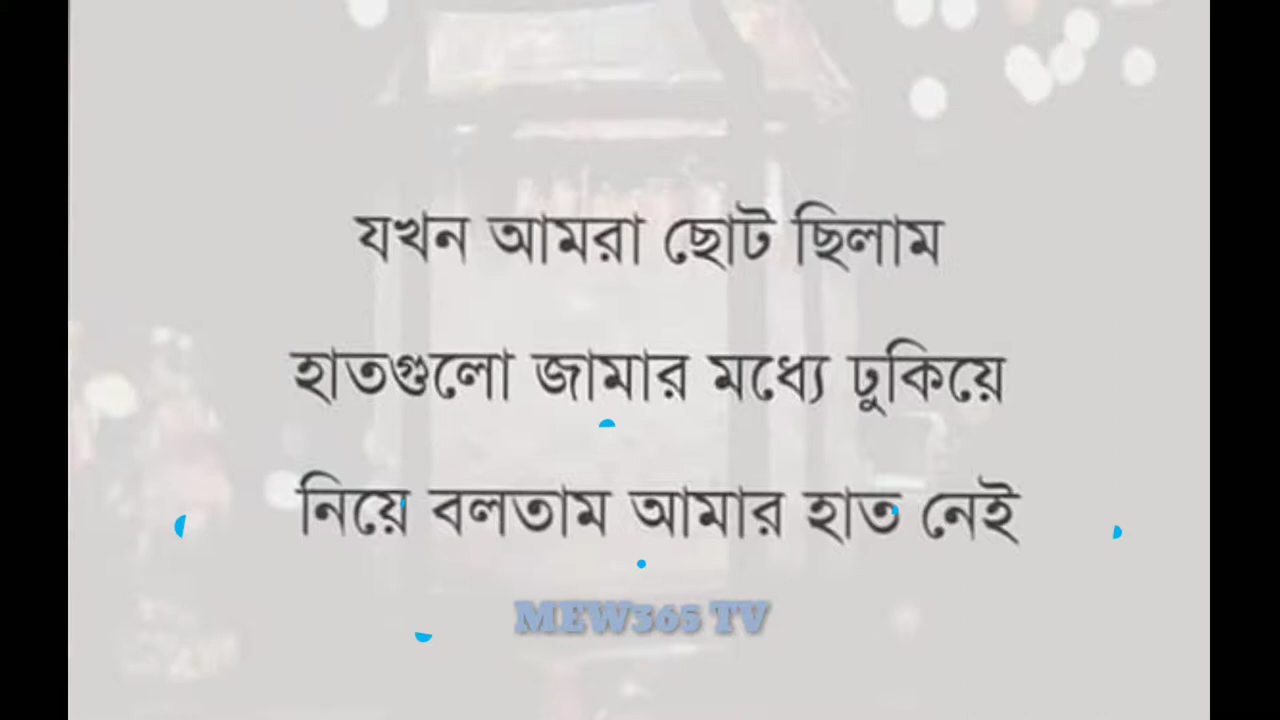 যখন আমরা ছোট ছিলাম
হাতগুলো জামার মধ্যে ঢুকিয়ে
নিয়ে বলতাম আমার হাত নেই
MEW365 TV